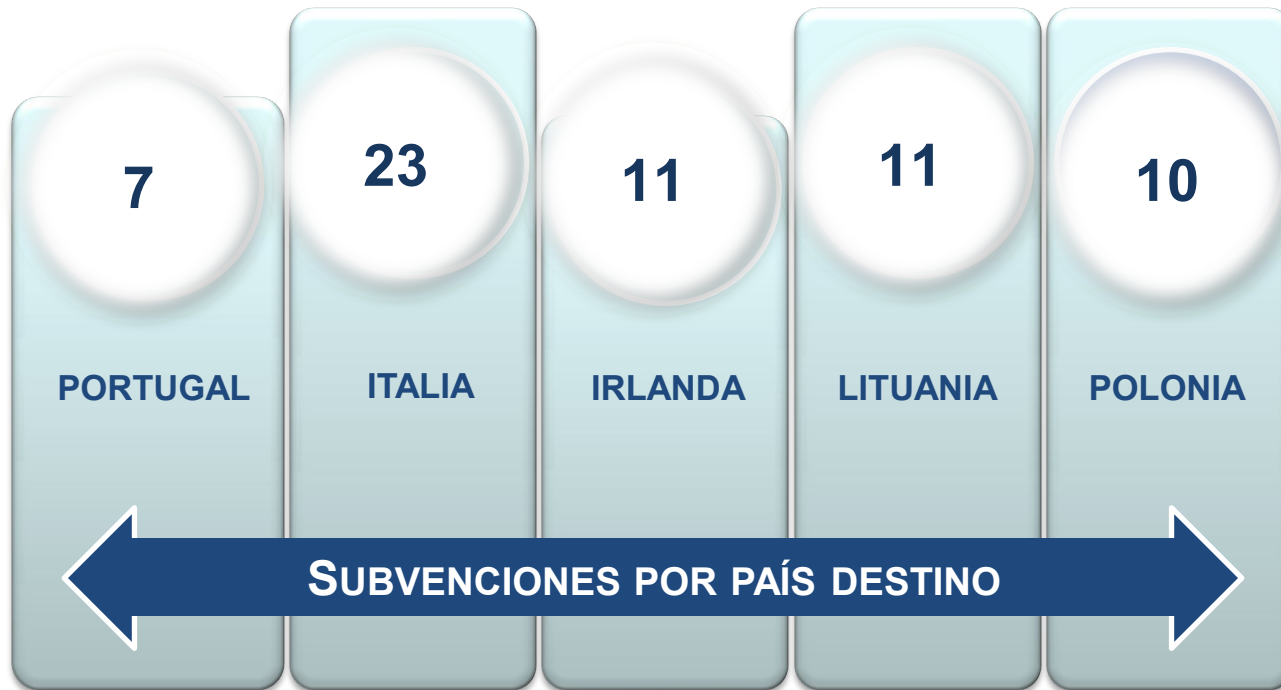 7
23
11
11
10
PORTUGAL
ITALIA
IRLANDA
LITUANIA
POLONIA
SUBVENCIONES POR PAÍS DESTINO